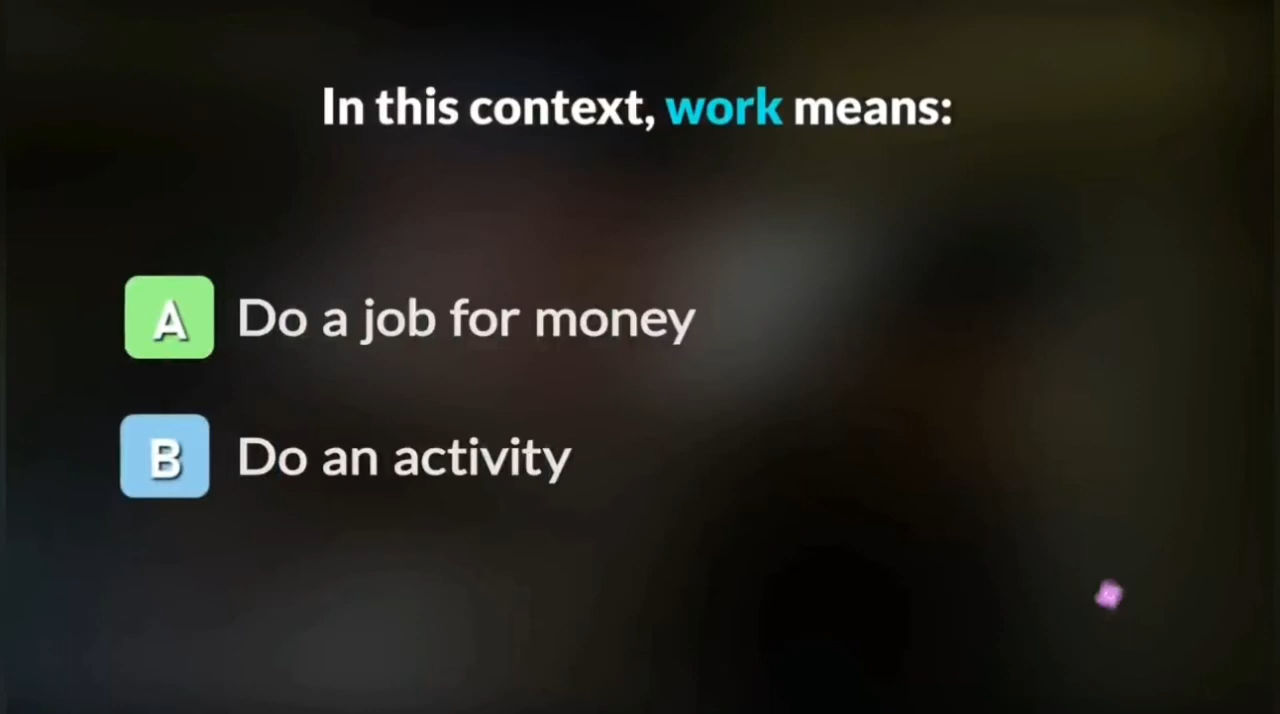 In this context, work means:
A Do a job for money
B Do an activity